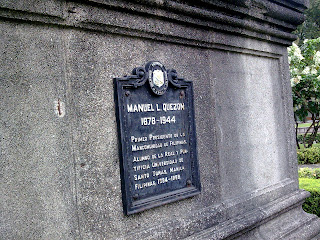 MANUEL L. QUEZON
1878-1944
PRIMER PRESIDENTE DE LA
MANCOMUNIDAD DE FILIPINAS.
ALUMNO DE LA REAL Y PON
TIFICIA UNIVERSIDAD DE
SANTO TOMAS, MANILA
FILIPINAS, 1894-1898.